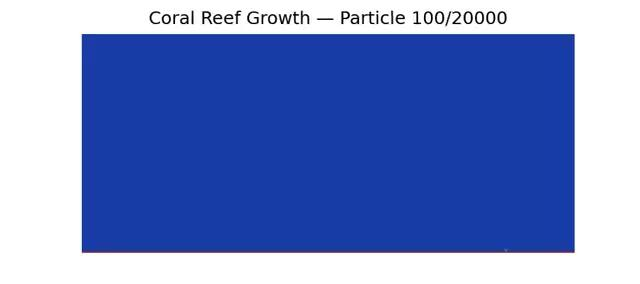 Coral Reef Growth — Particle 100/20000